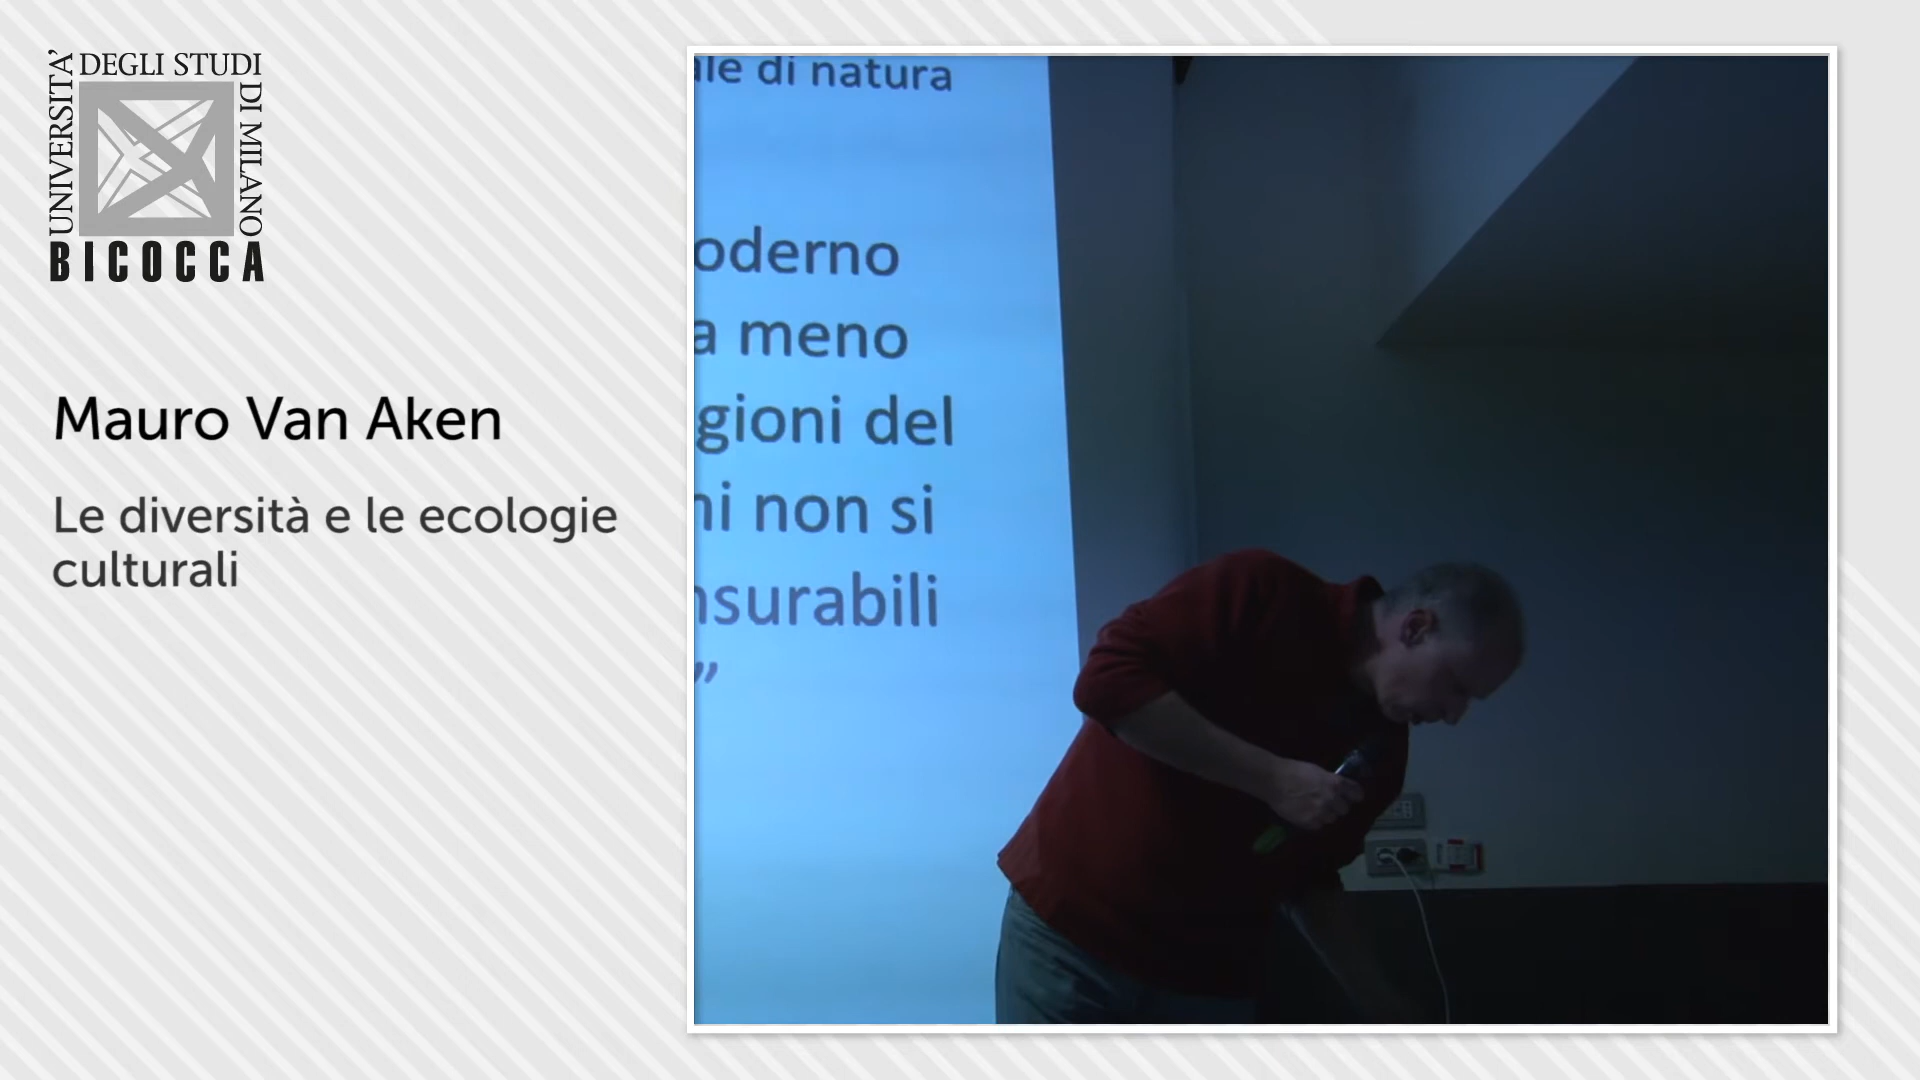 UNIVERSITA'
DEGLI STUDI
DI MILANO
BICOCCA
Mauro Van Aken
Le diversità e le ecologie
culturali
ale di natura
oderno
a meno
gioni del
ni non si
nsurabili
”